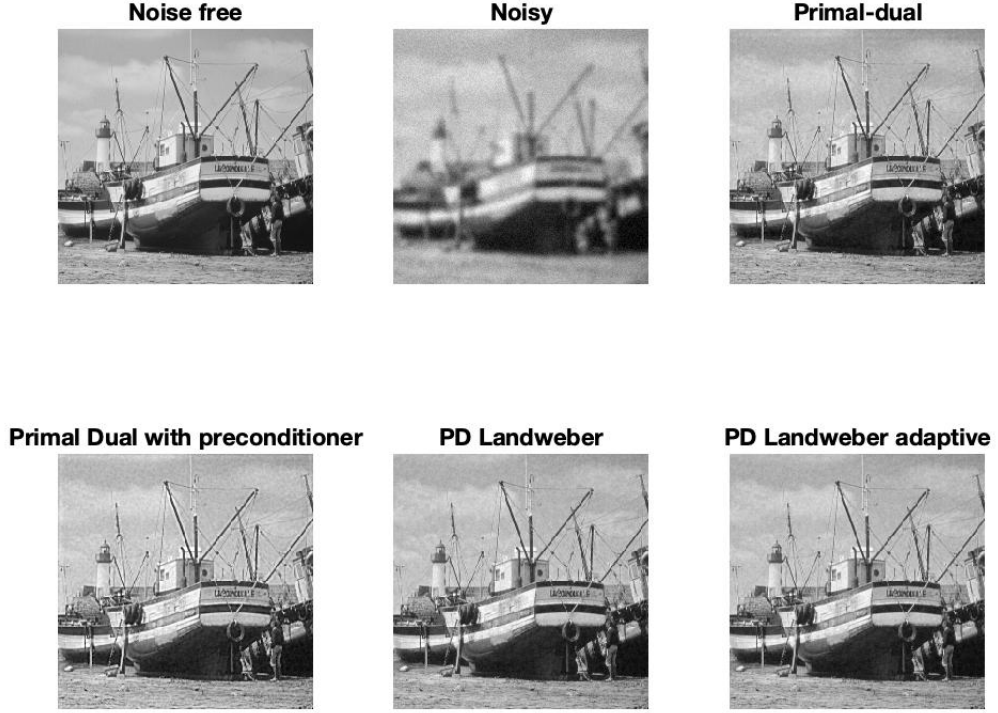 Noise free
Noisy
Primal-dual
Primal Dual with preconditioner
PD Landweber
PD Landweber adaptive